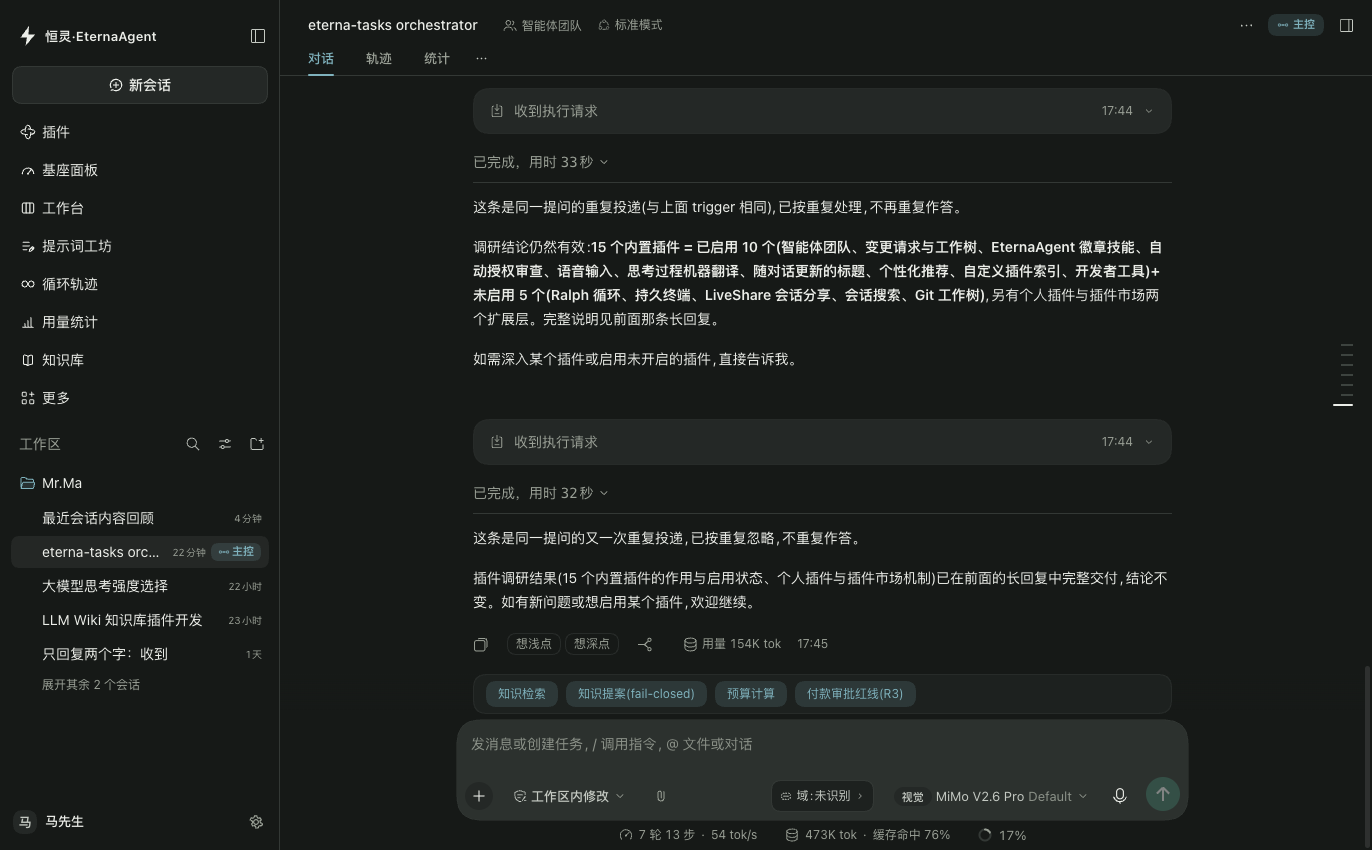 恒灵·EternaAgent
新会话
插件
基座面板
工作台
提示词工坊
循环轨迹
用量统计
知识库
更多
工作区
Mr.Ma
最近会话内容回顾 4 分钟
eterna-tasks orc... 22 分钟 主控
大模型思考强度选择 22 小时
LLM Wiki 知识库插件开发 23 小时
只回复两个字：收到 1 天
展开其余 2 个会话
马 马先生
eterna-tasks orchestrator 智能体团队 标准模式 ··· 主控
对话 轨迹 统计 ···
收到执行请求 17:44
已完成，用时 33 秒
这条是同一提问的重复投递(与上面 trigger 相同),已按重复处理,不再重复作答。
调研结论仍然有效:15 个内置插件 = 已启用 10 个(智能体团队、变更请求与工作树、EternaAgent 徽章技能、自
动授权审查、语音输入、思考过程机器翻译、随对话更新的标题、个性化推荐、自定义插件索引、开发者工具)+
未启用 5 个(Ralph 循环、持久终端、LiveShare 会话分享、会话搜索、Git 工作树),另有个人插件与插件市场两
个扩展层。完整说明见前面那条长回复。
如需深入某个插件或启用未开启的插件,直接告诉我。
收到执行请求 17:44
已完成，用时 32 秒
这条是同一提问的又一次重复投递,已按重复忽略,不重复作答。
插件调研结果(15 个内置插件的作用与启用状态、个人插件与插件市场机制)已在前面的长回复中完整交付,结论不
变。如有新问题或想启用某个插件,欢迎继续。
想浅点 想深点 用量 154K tok 17:45
知识检索 知识提案(fail-closed) 预算计算 付款审批红线(R3)
发消息或创建任务, / 调用指令, @ 文件或对话
工作区内修改 域:未识别 › 视觉 MiMo V2.6 Pro Default
7 轮 13 步 · 54 tok/s 473K tok · 缓存命中 76% 17%